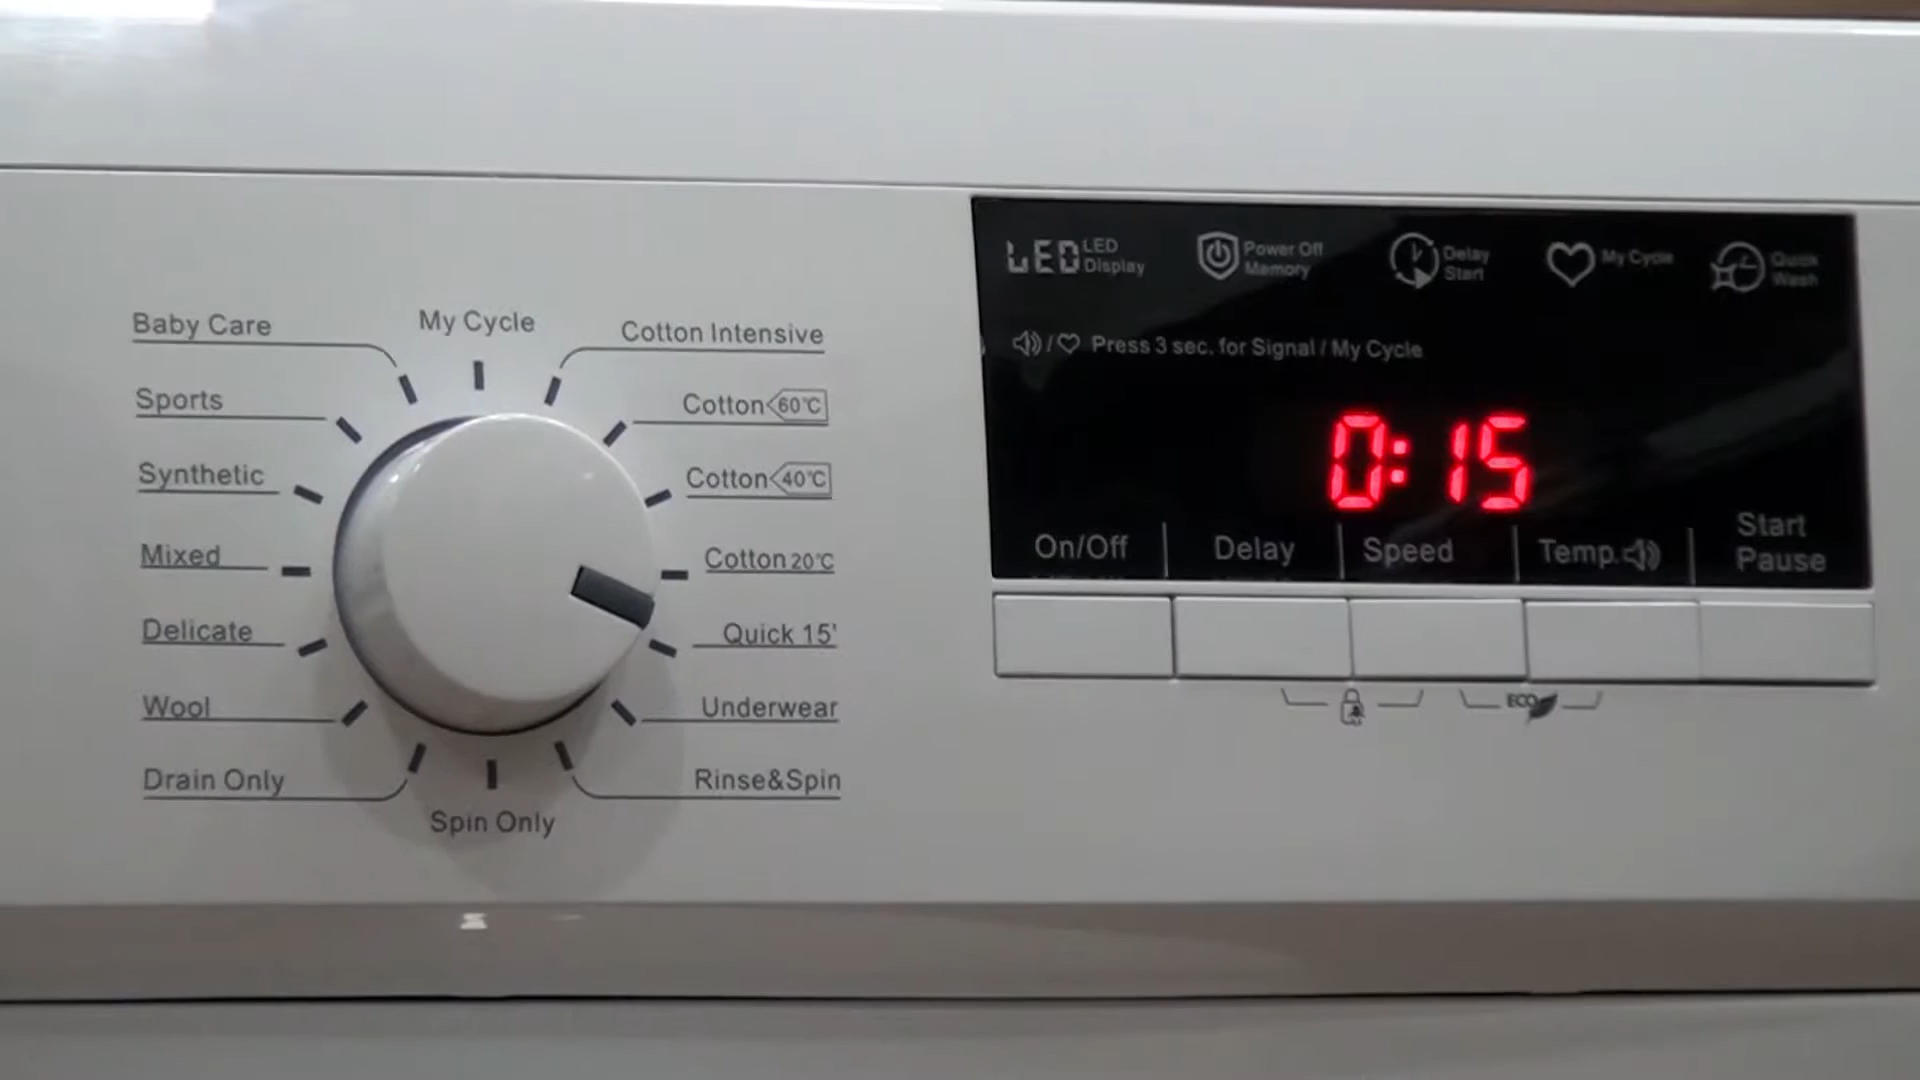 LED LED Display
Power Off Memory
Delay Start
My Cycle
Quick Wash
/ Press 3 sec. for Signal / My Cycle
0:15
On/Off
Delay
Speed
Temp.
Start Pause
ECO
My Cycle
Baby Care
Sports
Synthetic
Mixed
Delicate
Wool
Drain Only
Cotton Intensive
Cotton 60℃
Cotton 40℃
Cotton 20℃
Quick 15'
Underwear
Rinse&Spin
Spin Only